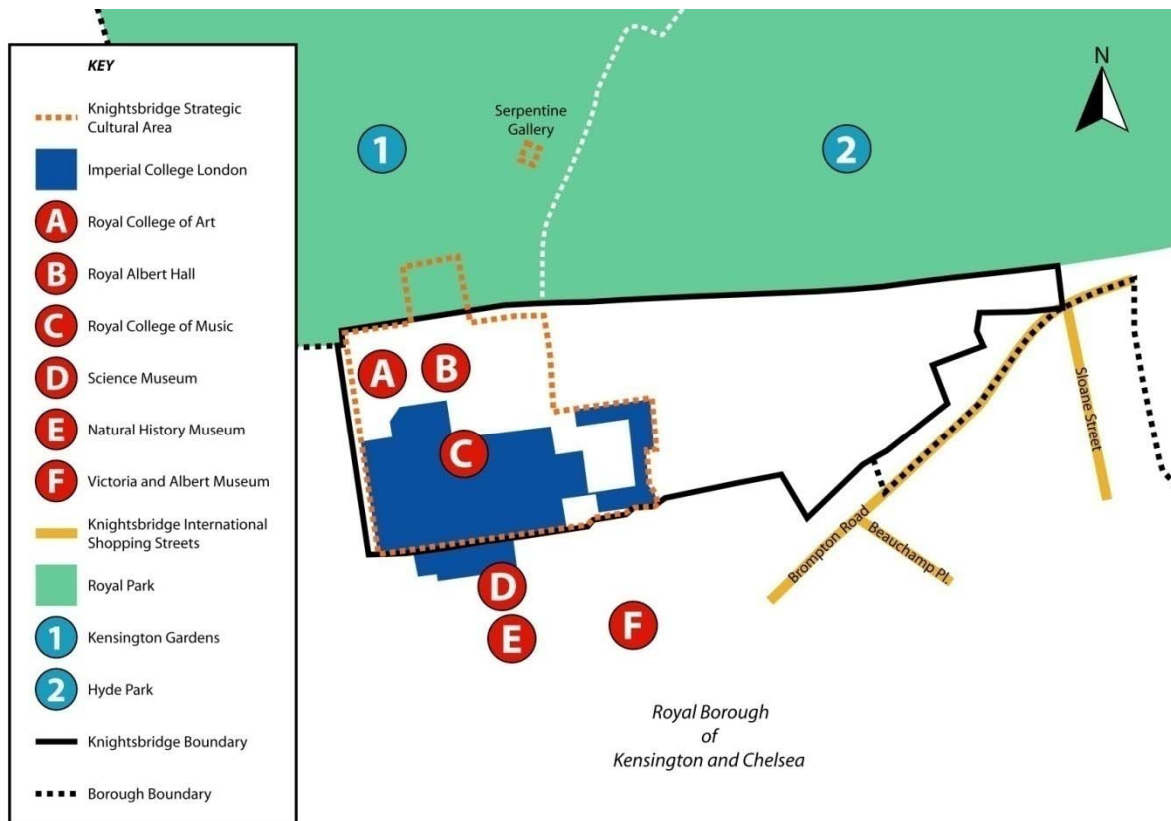 KEY
Knightsbridge Strategic
Cultural Area
Imperial College London
A
Royal College of Art
B
Royal Albert Hall
C
Royal College of Music
D
Science Museum
E
Natural History Museum
F
Victoria and Albert Museum
Knightsbridge International
Shopping Streets
Royal Park
1
Kensington Gardens
2
Hyde Park
Knightsbridge Boundary
Borough Boundary
N
Serpentine
Gallery
1
2
A
B
C
D
E
F
Sloane Street
Brompton Road
Beauchamp Pl.
Royal Borough
of
Kensington and Chelsea